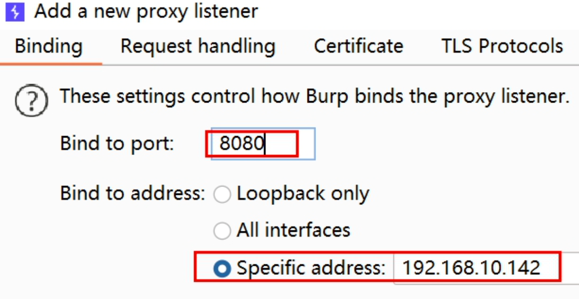 Add a new proxy listener
Binding Request handling Certificate TLS Protocols
? These settings control how Burp binds the proxy listener.
Bind to port: 8080
Bind to address: Loopback only
All interfaces
Specific address: 192.168.10.142